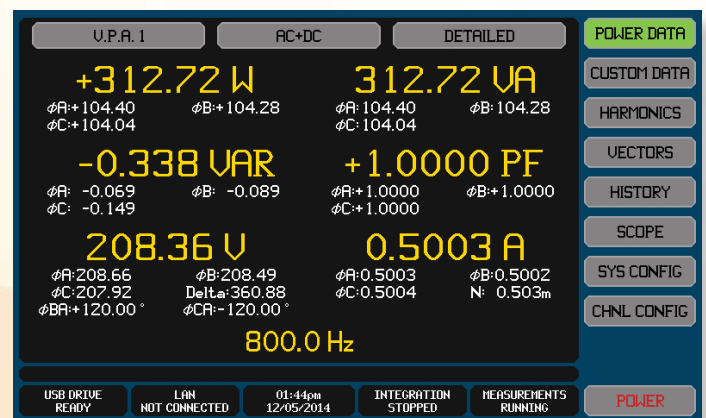 V.P.A. 1 AC+DC DETAILED
+312.72 W 312.72 VA
φA:+104.40 φB:+104.28 φA:104.40 φB:104.28
φC:+104.04 φC:104.04
-0.338 VAR +1.0000 PF
φA: -0.069 φB: -0.089 φA:+1.0000 φB:+1.0000
φC: -0.149 φC:+1.0000
208.36 V 0.5003 A
φA:208.66 φB:208.49 φA:0.5003 φB:0.5002
φC:207.92 Delta:360.88 φC:0.5004 N: 0.503m
φBA:+120.00° φCA:-120.00°
800.0 Hz
USB DRIVE READY
LAN NOT CONNECTED
01:44pm 12/05/2014
INTEGRATION STOPPED
MEASUREMENTS RUNNING
POWER DATA
CUSTOM DATA
HARMONICS
VECTORS
HISTORY
SCOPE
SYS CONFIG
CHNL CONFIG
POWER